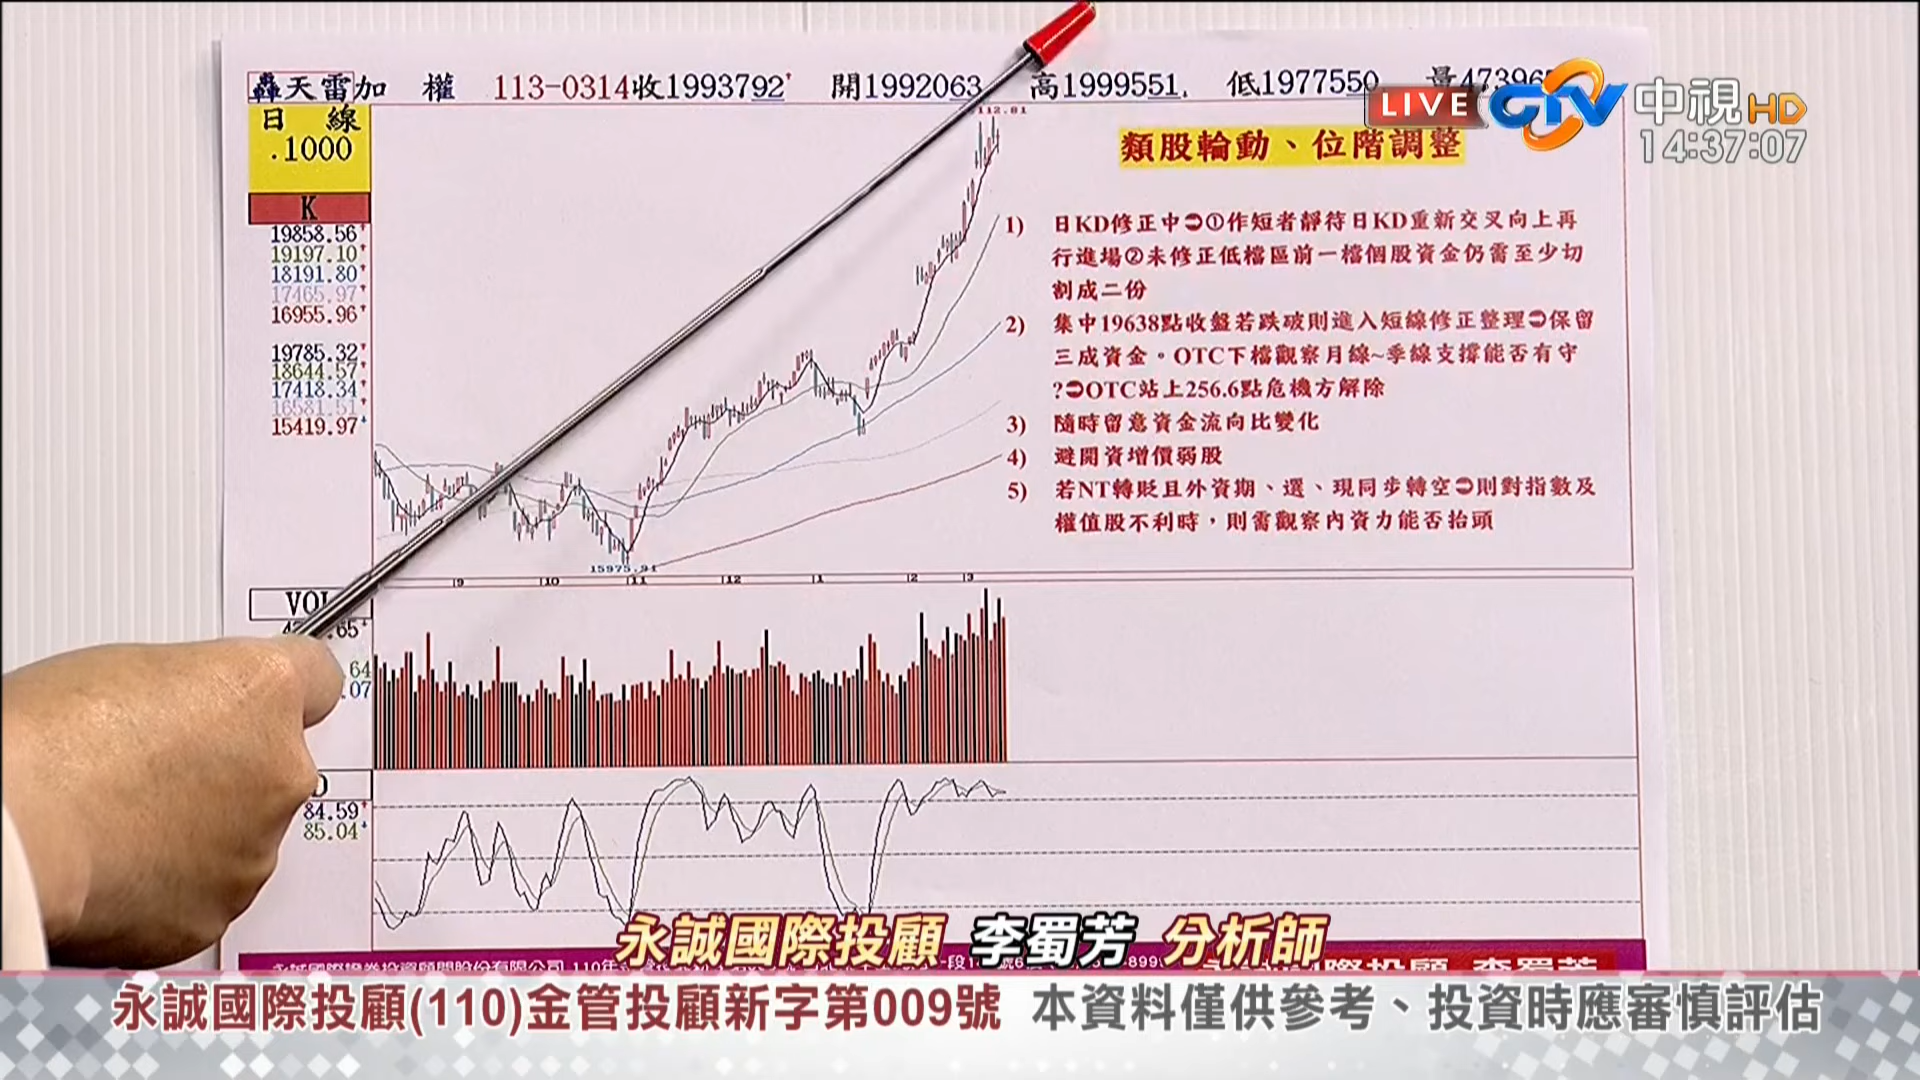 轟天雷加 權 113-0314收1993792 開1992063 高1999551. 低1977550 量47396
LIVE CTV 中視HD
14:37:07
日 線
.1000
K
19858.56
19197.10
18191.80
17465.97
16955.96
19785.32
18644.57
17418.34
16581.51
15419.97
112.81
類股輪動、位階調整
1) 日KD修正中➲①作短者靜待日KD重新交叉向上再
行進場②未修正低檔區前一檔個股資金仍需至少切
割成二份
2) 集中19638點收盤若跌破則進入短線修正整理➲保留
三成資金。OTC下檔觀察月線~季線支撐能否有守
?➲OTC站上256.6點危機方解除
3) 隨時留意資金流向比變化
4) 避開資增價弱股
5) 若NT轉貶且外資期、選、現同步轉空➲則對指數及
權值股不利時，則需觀察內資力能否抬頭
15975.91
9 10 11 12 1 2 3
VOL
65
64
.07
D
84.59
85.04
永誠國際投顧 李蜀芳 分析師
永誠國際投顧(110)金管投顧新字第009號 本資料僅供參考、投資時應審慎評估